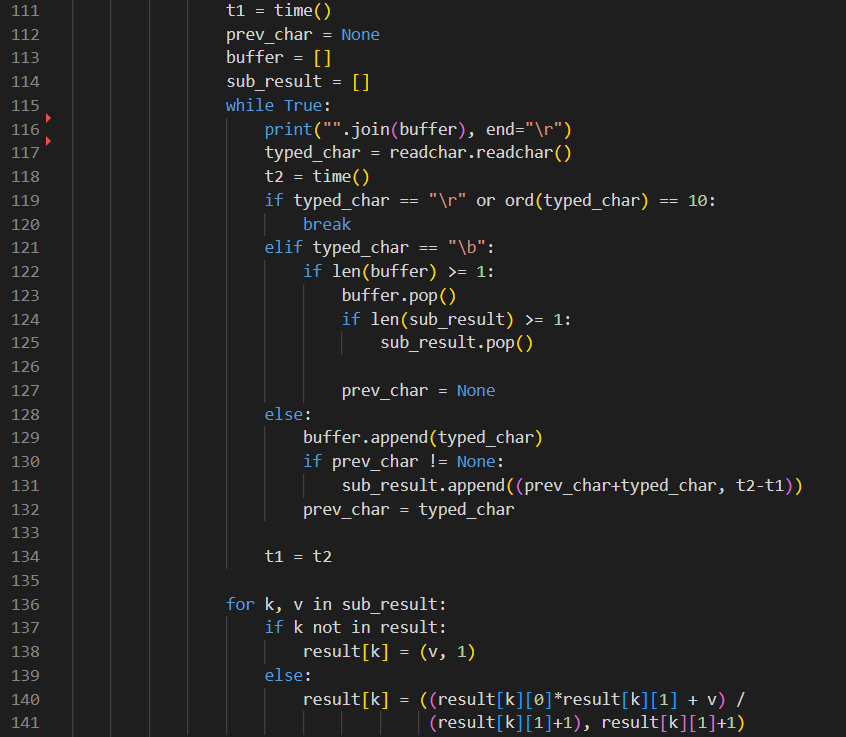 111 t1 = time()
112 prev_char = None
113 buffer = []
114 sub_result = []
115 while True:
116 print("".join(buffer), end="\r")
117 typed_char = readchar.readchar()
118 t2 = time()
119 if typed_char == "\r" or ord(typed_char) == 10:
120 break
121 elif typed_char == "\b":
122 if len(buffer) >= 1:
123 buffer.pop()
124 if len(sub_result) >= 1:
125 sub_result.pop()
126
127 prev_char = None
128 else:
129 buffer.append(typed_char)
130 if prev_char != None:
131 sub_result.append((prev_char+typed_char, t2-t1))
132 prev_char = typed_char
133
134 t1 = t2
135
136 for k, v in sub_result:
137 if k not in result:
138 result[k] = (v, 1)
139 else:
140 result[k] = ((result[k][0]*result[k][1] + v) /
141 (result[k][1]+1), result[k][1]+1)